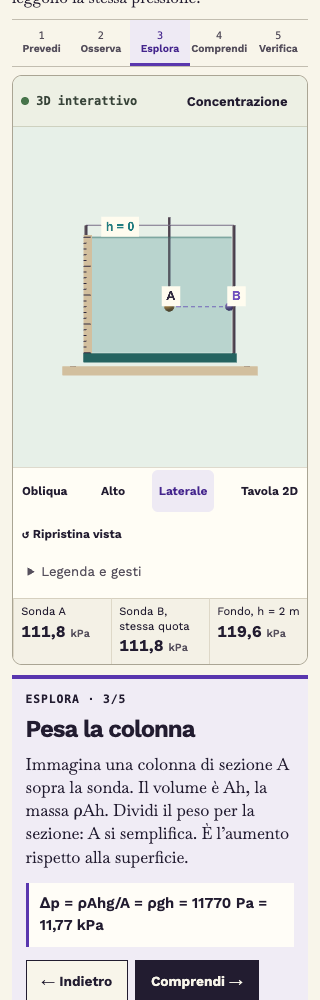 leggono la stessa pressione.
1
Prevedi
2
Osserva
3
Esplora
4
Comprendi
5
Verifica
3D interattivo
Concentrazione
h = 0
A
B
Obliqua
Alto
Laterale
Tavola 2D
↺ Ripristina vista
▶ Legenda e gesti
Sonda A
111,8 kPa
Sonda B,
stessa quota
111,8 kPa
Fondo, h = 2 m
119,6 kPa
ESPLORA · 3/5
Pesa la colonna
Immagina una colonna di sezione A
sopra la sonda. Il volume è Ah, la
massa ρAh. Dividi il peso per la
sezione: A si semplifica. È l’aumento
rispetto alla superficie.
Δp = ρAhg/A = ρgh = 11770 Pa =
11,77 kPa
← Indietro
Comprendi →